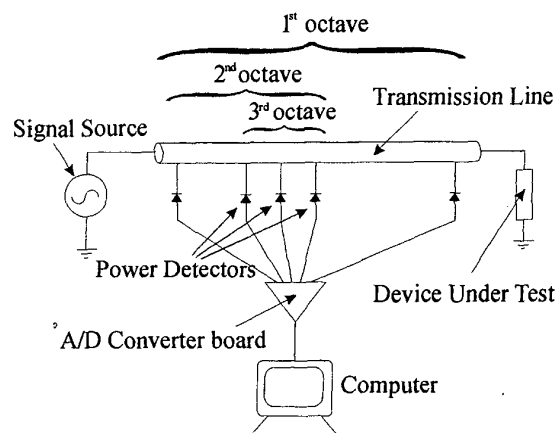 1st octave
2nd octave
3rd octave
Transmission Line
Signal Source
Power Detectors
Device Under Test
A/D Converter board
Computer